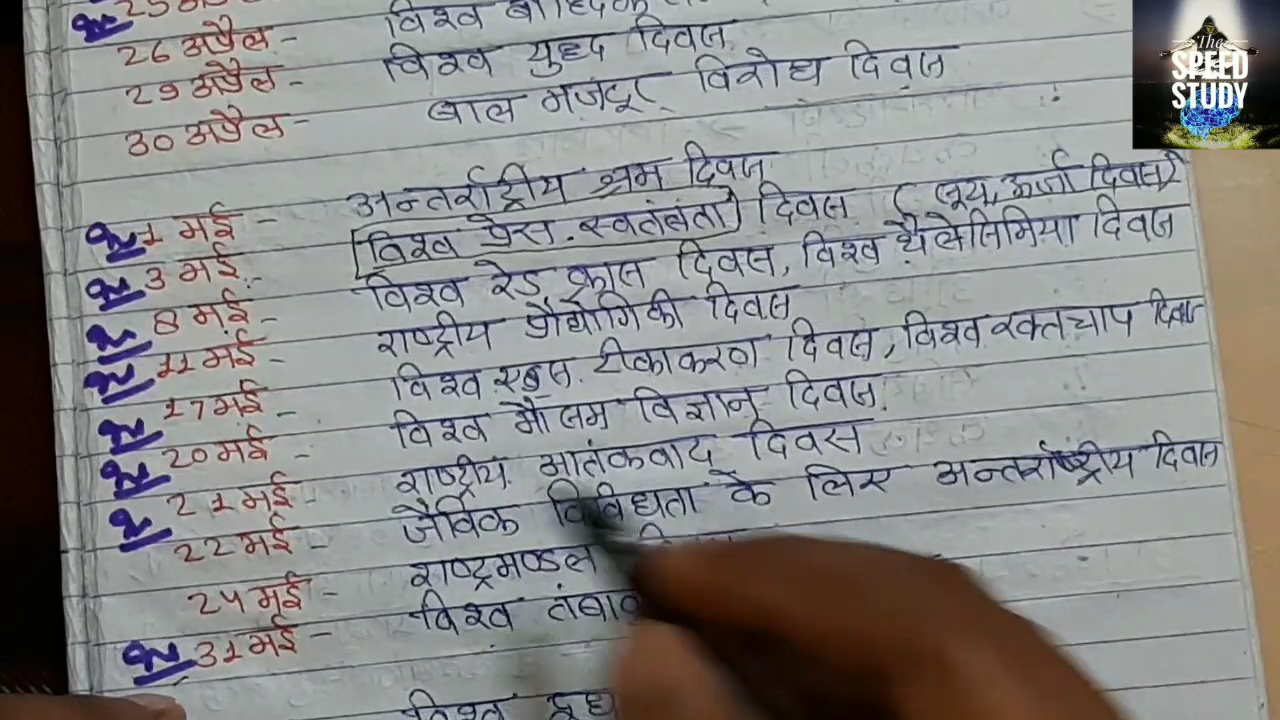 26 अप्रैल - विश्व बौद्धिक
29 अप्रैल - विश्व युद्ध दिवस
30 अप्रैल - बाल मजदूर विरोध दिवस
1 मई - अन्तर्राष्ट्रीय श्रम दिवस
3 मई - विश्व प्रेस स्वतंत्रता दिवस (सूर्य ऊर्जा दिवस)
8 मई - विश्व रेड क्रास दिवस, विश्व थैलेसिमिया दिवस
11 मई - राष्ट्रीय प्रौद्योगिकी दिवस
17 मई - विश्व एड्स टीकाकरण दिवस, विश्व रक्तचाप दिवस
20 मई - विश्व मौसम विज्ञान दिवस
21 मई - राष्ट्रीय आतंकवाद दिवस
22 मई - जैविक विविधता के लिए अन्तर्राष्ट्रीय दिवस
24 मई - राष्ट्रमण्डल
31 मई - विश्व
विश्व
The
SPEED
STUDY